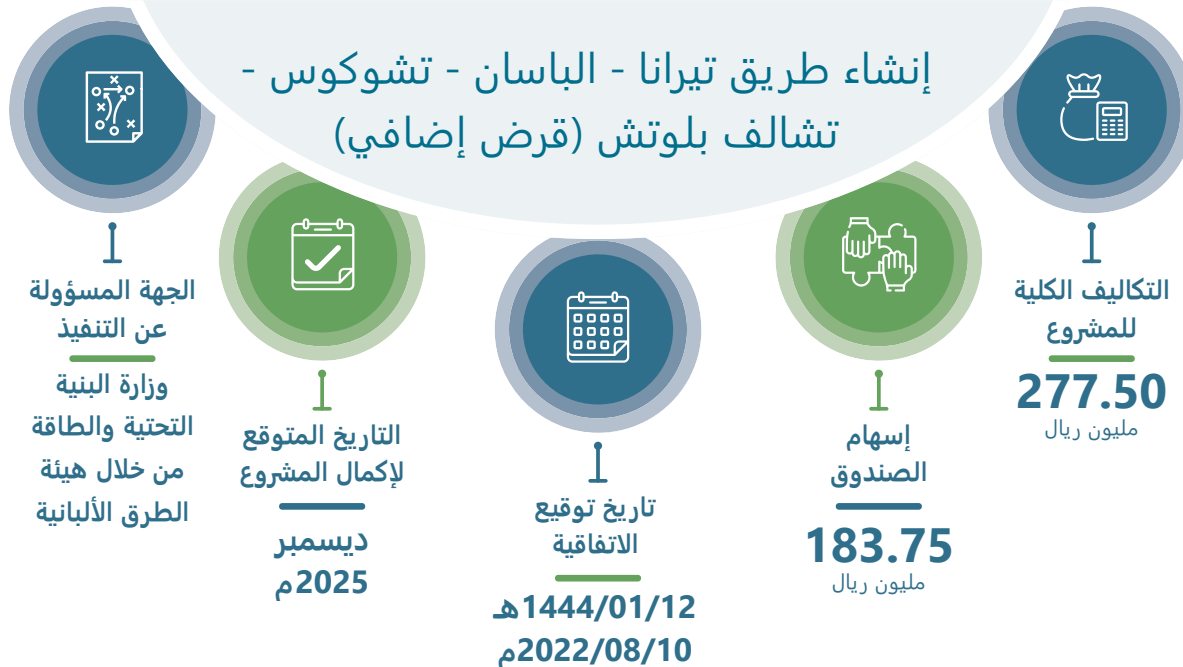 إنشاء طريق تيرانا - الباسان - تشوكوس -
تشالف بلوتش (قرض إضافي)
التكاليف الكلية
للمشروع
277.50
مليون ريال
إسهام
الصندوق
183.75
مليون ريال
تاريخ توقيع
الاتفاقية
1444/01/12هـ
2022/08/10م
التاريخ المتوقع
لإكمال المشروع
ديسمبر
2025م
الجهة المسؤولة
عن التنفيذ
وزارة البنية
التحتية والطاقة
من خلال هيئة
الطرق الألبانية